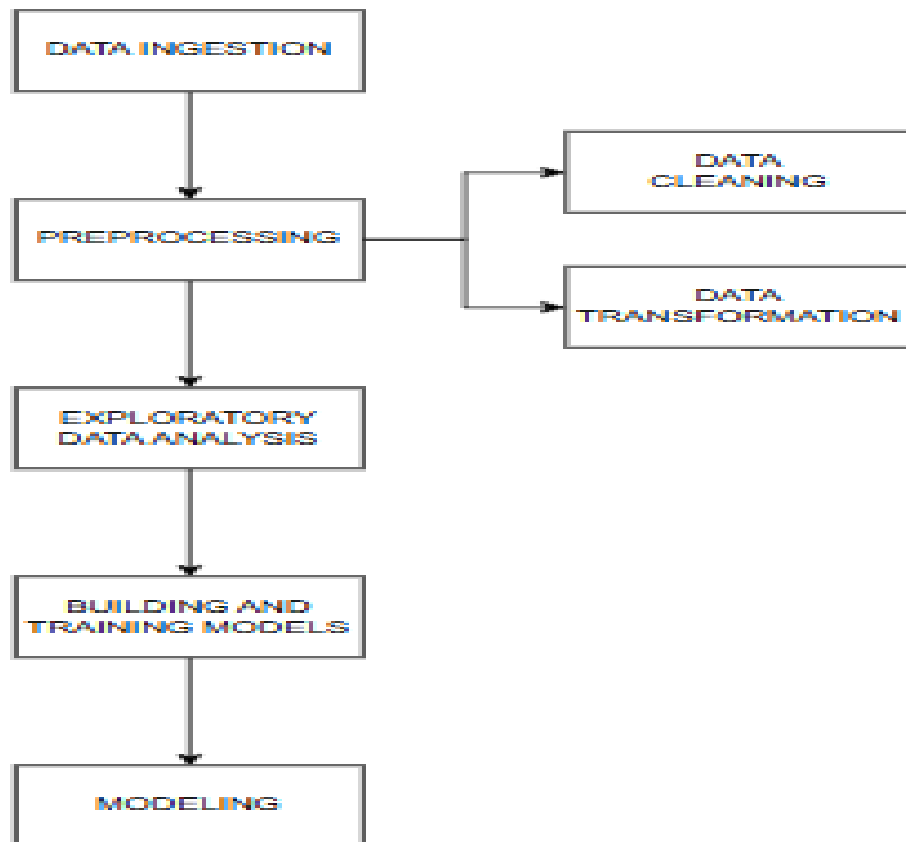 DATA INGESTION
DATA
CLEANING
PREPROCESSING
DATA
TRANSFORMATION
EXPLORATORY
DATA ANALYSIS
BUILDING AND
TRAINING MODELS
MODELING